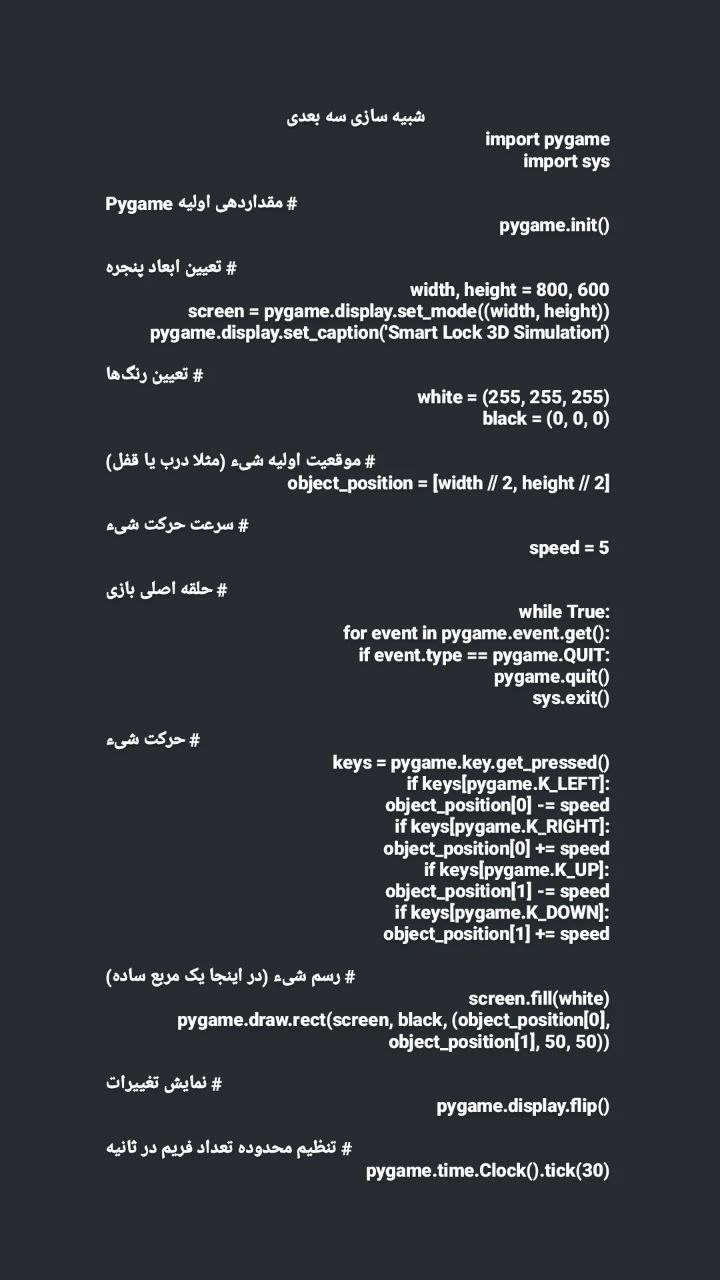 شبیه سازی سه بعدی
import pygame
import sys
# مقداردهی اولیه Pygame
pygame.init()
# تعیین ابعاد پنجره
width, height = 800, 600
screen = pygame.display.set_mode((width, height))
pygame.display.set_caption('Smart Lock 3D Simulation')
# تعیین رنگ‌ها
white = (255, 255, 255)
black = (0, 0, 0)
# موقعیت اولیه شیء (مثلا درب یا قفل)
object_position = [width // 2, height // 2]
# سرعت حرکت شیء
speed = 5
# حلقه اصلی بازی
while True:
for event in pygame.event.get():
if event.type == pygame.QUIT:
pygame.quit()
sys.exit()
# حرکت شیء
keys = pygame.key.get_pressed()
if keys[pygame.K_LEFT]:
object_position[0] -= speed
if keys[pygame.K_RIGHT]:
object_position[0] += speed
if keys[pygame.K_UP]:
object_position[1] -= speed
if keys[pygame.K_DOWN]:
object_position[1] += speed
# رسم شیء (در اینجا یک مربع ساده)
screen.fill(white)
pygame.draw.rect(screen, black, (object_position[0],
object_position[1], 50, 50))
# نمایش تغییرات
pygame.display.flip()
# تنظیم محدوده تعداد فریم در ثانیه
pygame.time.Clock().tick(30)